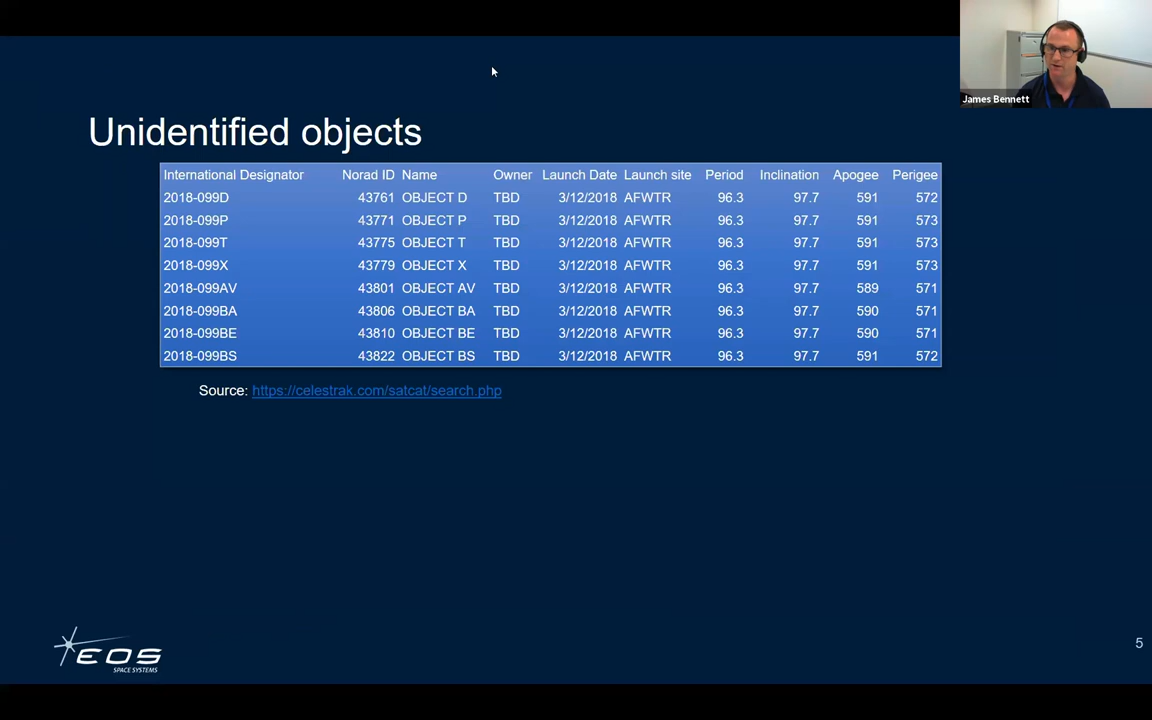 James Bennett
Unidentified objects
International Designator Norad ID Name Owner Launch Date Launch site Period Inclination Apogee Perigee
2018-099D 43761 OBJECT D TBD 3/12/2018 AFWTR 96.3 97.7 591 572
2018-099P 43771 OBJECT P TBD 3/12/2018 AFWTR 96.3 97.7 591 573
2018-099T 43775 OBJECT T TBD 3/12/2018 AFWTR 96.3 97.7 591 573
2018-099X 43779 OBJECT X TBD 3/12/2018 AFWTR 96.3 97.7 591 573
2018-099AV 43801 OBJECT AV TBD 3/12/2018 AFWTR 96.3 97.7 589 571
2018-099BA 43806 OBJECT BA TBD 3/12/2018 AFWTR 96.3 97.7 590 571
2018-099BE 43810 OBJECT BE TBD 3/12/2018 AFWTR 96.3 97.7 590 571
2018-099BS 43822 OBJECT BS TBD 3/12/2018 AFWTR 96.3 97.7 591 572
Source: https://celestrak.com/satcat/search.php
5
EOS
SPACE SYSTEMS